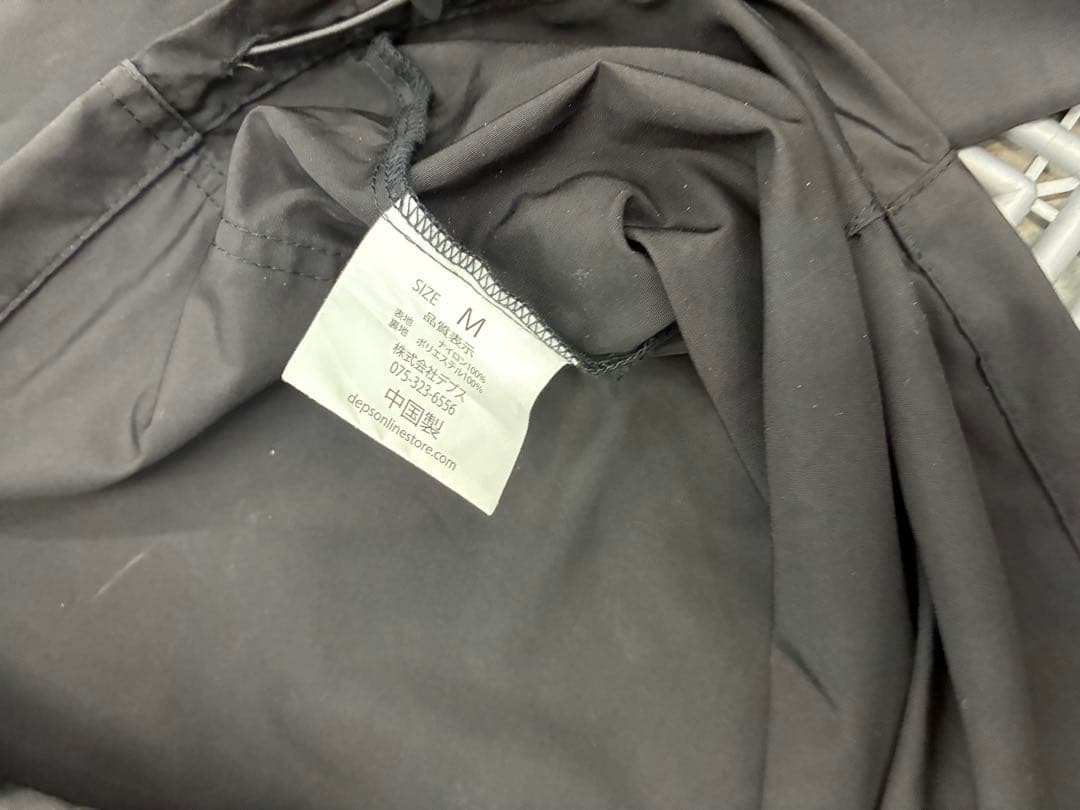 SIZE M
品質表示
表地 ナイロン100%
裏地 ポリエステル100%
株式会社デプス
075-323-6556
中国製
depsonlinestore.com